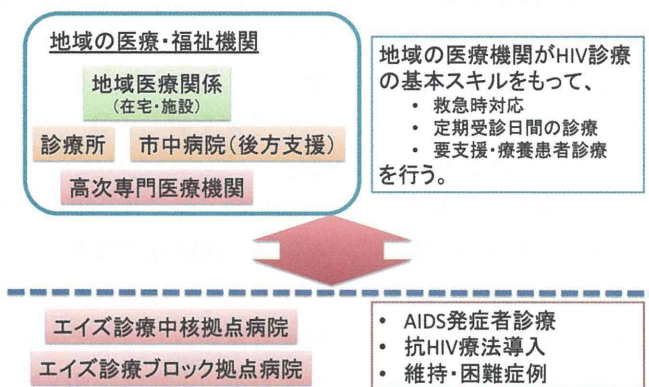 地域の医療・福祉機関
地域医療関係
(在宅・施設)
診療所
市中病院(後方支援)
高次専門医療機関
地域の医療機関がHIV診療
の基本スキルをもって、
• 救急時対応
• 定期受診日間の診療
• 要支援・療養患者診療
を行う。
エイズ診療中核拠点病院
エイズ診療ブロック拠点病院
• AIDS発症者診療
• 抗HIV療法導入
• 維持・困難症例